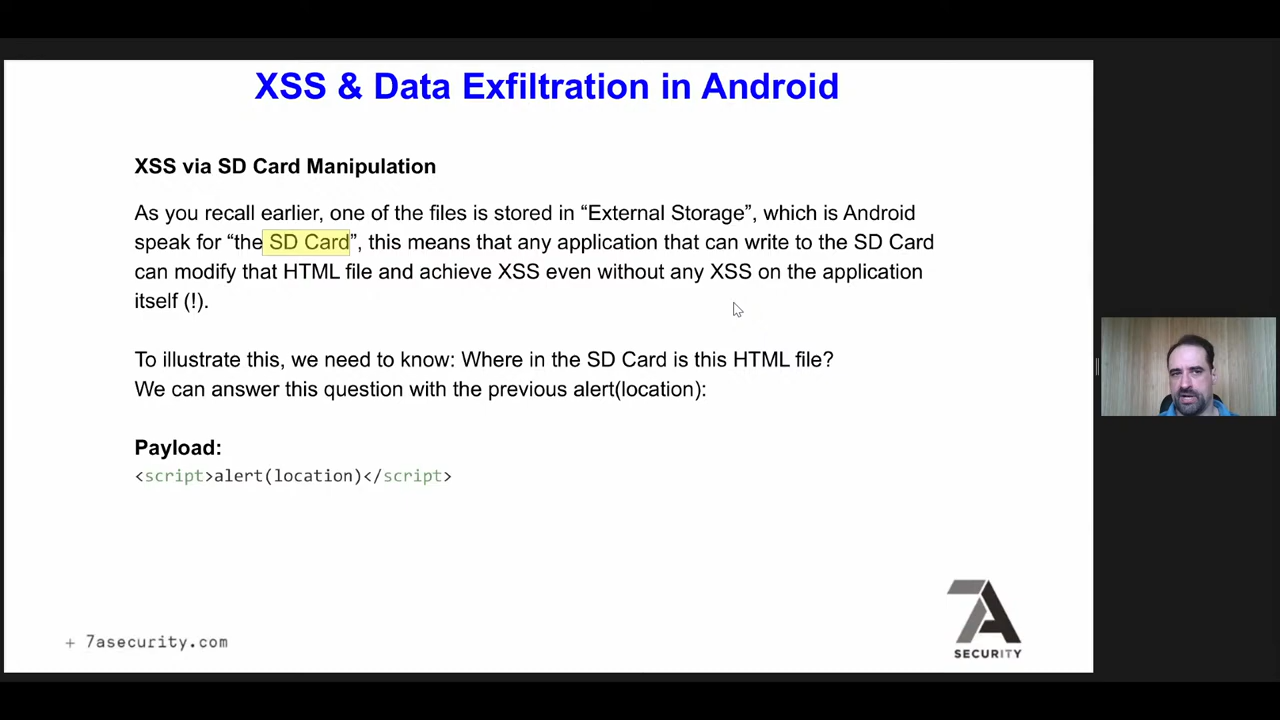 XSS & Data Exfiltration in Android
XSS via SD Card Manipulation
As you recall earlier, one of the files is stored in “External Storage”, which is Android
speak for “the SD Card”, this means that any application that can write to the SD Card
can modify that HTML file and achieve XSS even without any XSS on the application
itself (!).
To illustrate this, we need to know: Where in the SD Card is this HTML file?
We can answer this question with the previous alert(location):
Payload:
<script>alert(location)</script>
+ 7asecurity.com
7A
SECURITY